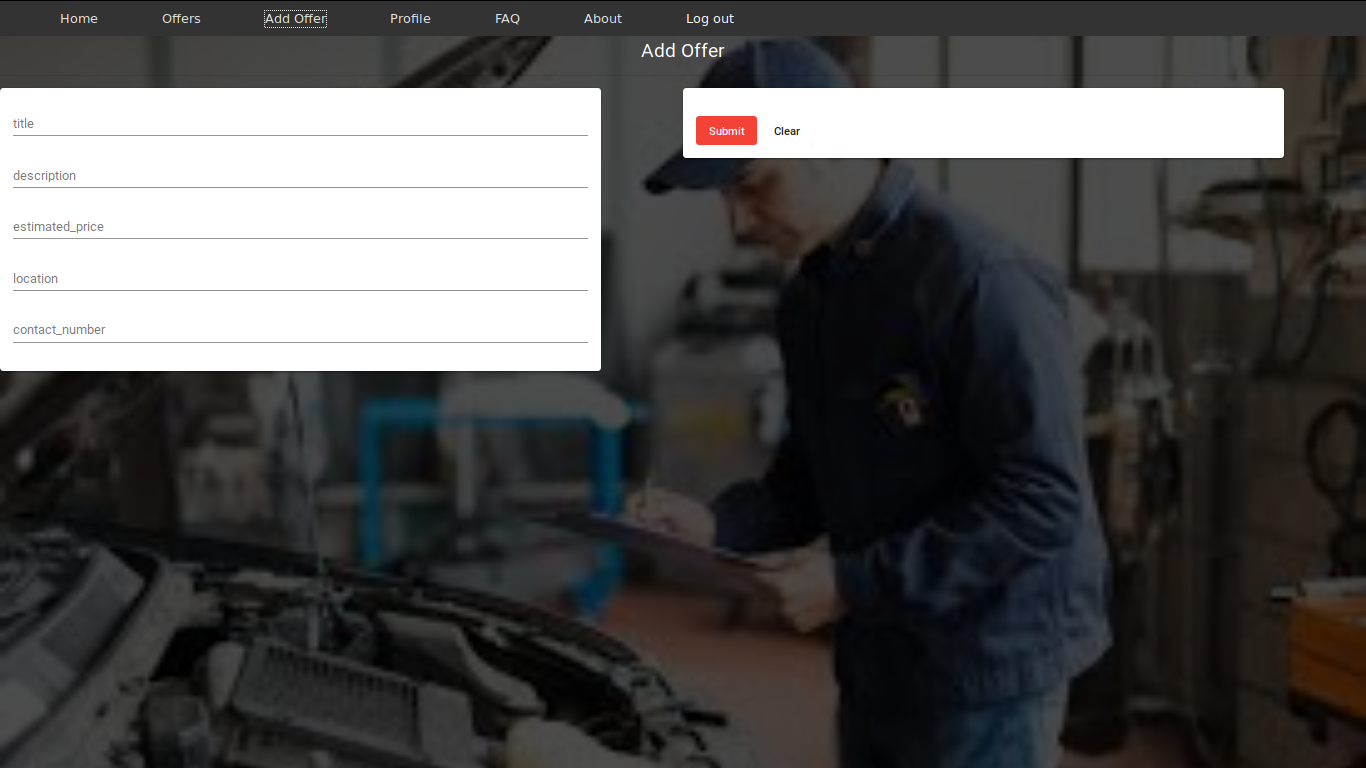 Home Offers Add Offer Profile FAQ About Log out
Add Offer
title
description
estimated_price
location
contact_number
Submit Clear